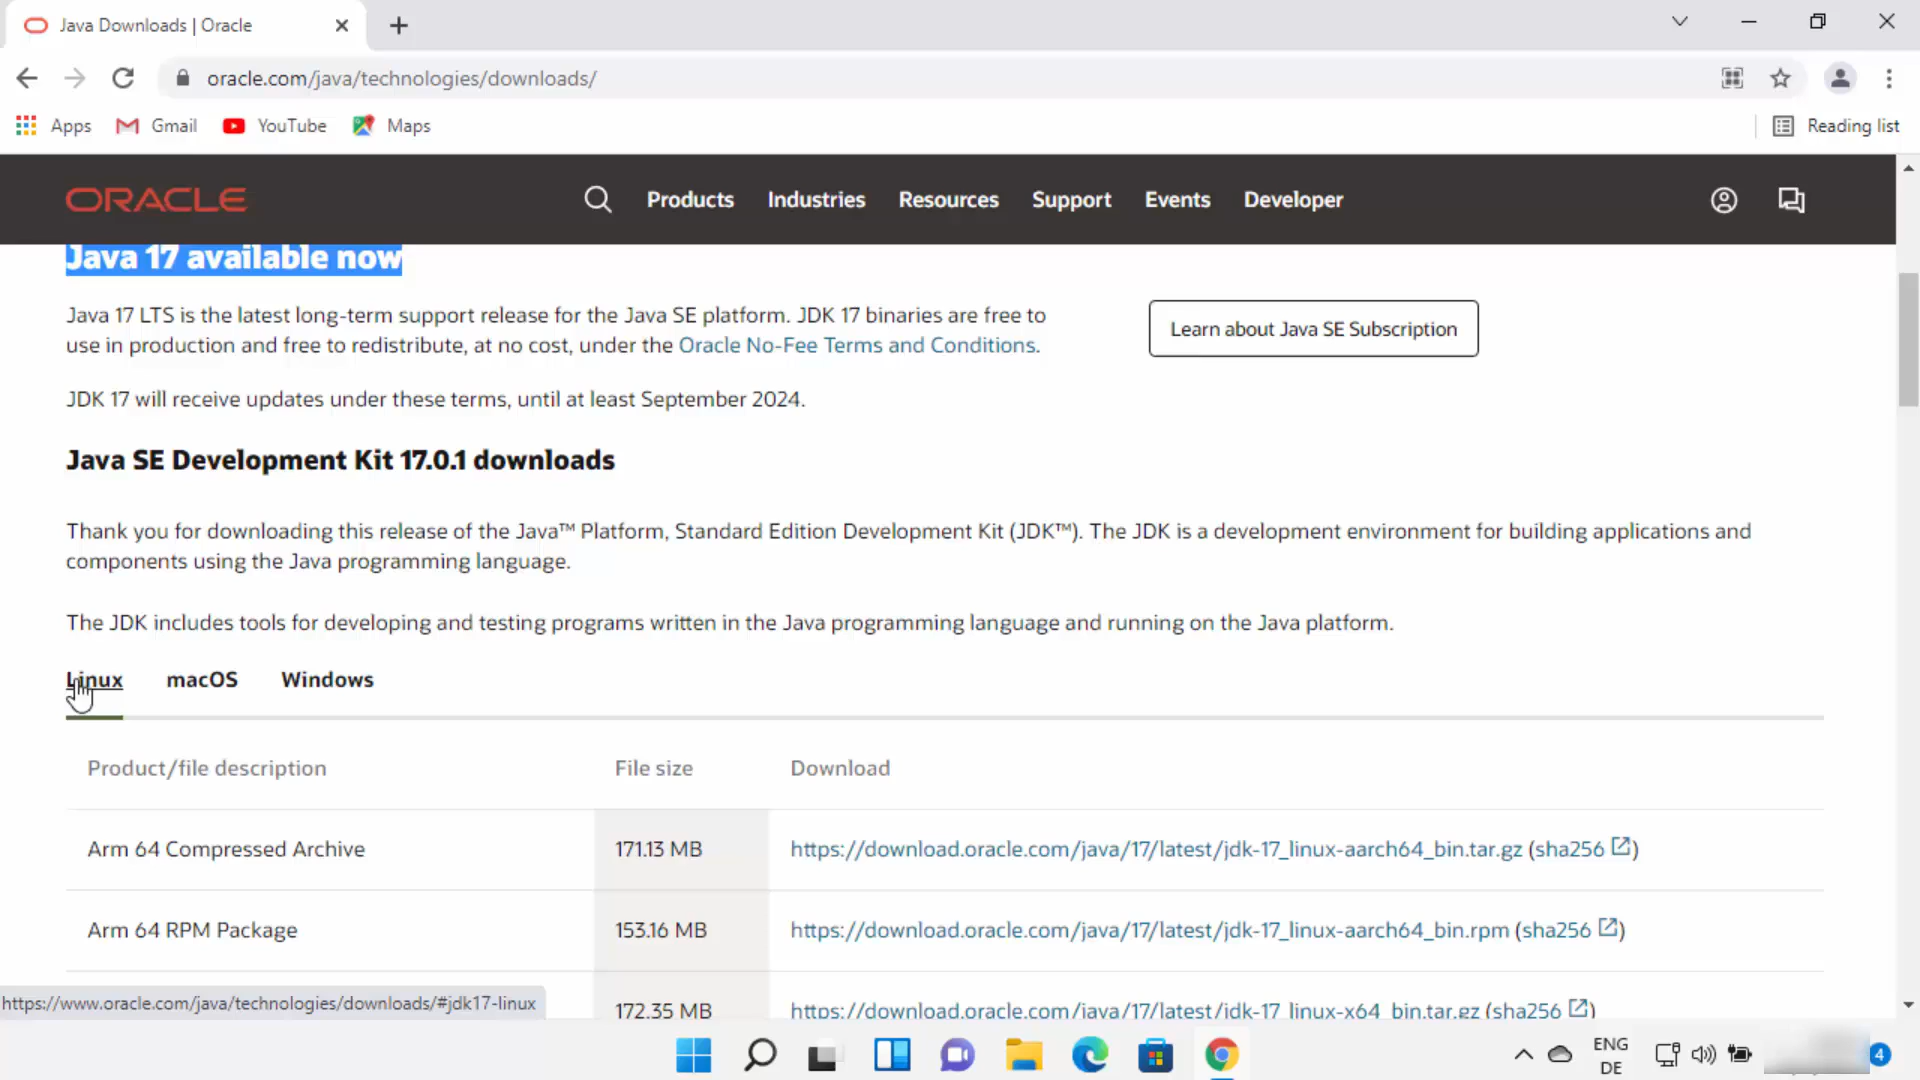 Java Downloads | Oracle
oracle.com/java/technologies/downloads/
Apps Gmail YouTube Maps Reading list
ORACLE Products Industries Resources Support Events Developer
Java 17 available now
Java 17 LTS is the latest long-term support release for the Java SE platform. JDK 17 binaries are free to
use in production and free to redistribute, at no cost, under the Oracle No-Fee Terms and Conditions.
Learn about Java SE Subscription
JDK 17 will receive updates under these terms, until at least September 2024.
Java SE Development Kit 17.0.1 downloads
Thank you for downloading this release of the Java™ Platform, Standard Edition Development Kit (JDK™). The JDK is a development environment for building applications and
components using the Java programming language.
The JDK includes tools for developing and testing programs written in the Java programming language and running on the Java platform.
Linux macOS Windows
Product/file description File size Download
Arm 64 Compressed Archive 171.13 MB https://download.oracle.com/java/17/latest/jdk-17_linux-aarch64_bin.tar.gz (sha256)
Arm 64 RPM Package 153.16 MB https://download.oracle.com/java/17/latest/jdk-17_linux-aarch64_bin.rpm (sha256)
172.35 MB https://download.oracle.com/java/17/latest/jdk-17_linux-x64_bin.tar.gz (sha256)
https://www.oracle.com/java/technologies/downloads/#jdk17-linux
ENG
DE
4